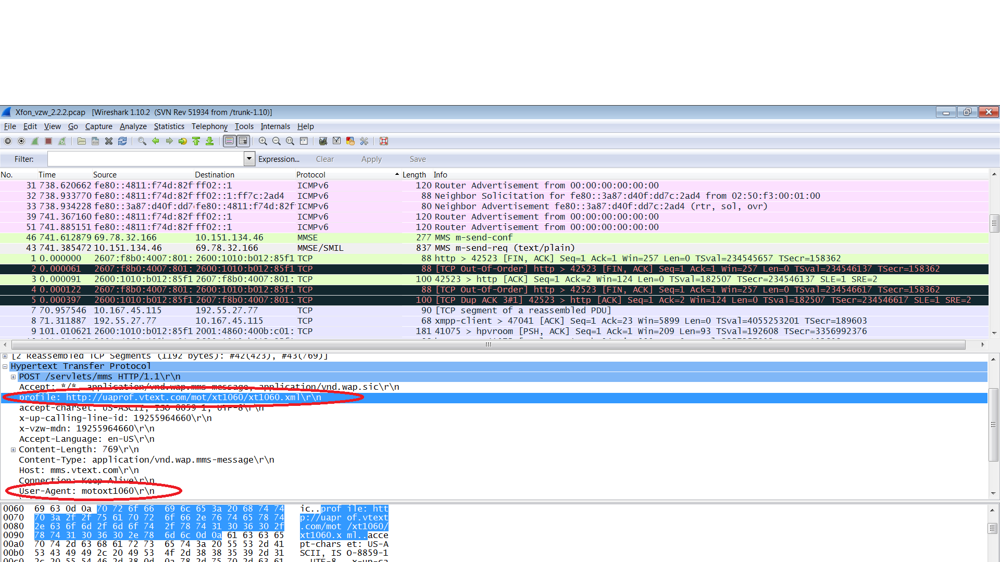 Xfon_vzw_2.2.2.pcap [Wireshark 1.10.2 (SVN Rev 51934 from /trunk-1.10)]
File Edit View Go Capture Analyze Statistics Telephony Tools Internals Help
Filter: Expression... Clear Apply Save
No. Time Source Destination Protocol Length Info
31 738.620662 fe80::4811:f74d:82f ff02::1 ICMPv6 120 Router Advertisement from 00:00:00:00:00:00
32 738.933770 fe80::4811:f74d:82f ff02::1:ff7c:2ad4 ICMPv6 88 Neighbor Solicitation for fe80::3a87:d40f:dd7c:2ad4 from 02:50:f3:00:01:00
33 738.934228 fe80::3a87:d40f:dd7 fe80::4811:f74d:82f ICMPv6 80 Neighbor Advertisement fe80::3a87:d40f:dd7c:2ad4 (rtr, sol, ovr)
39 741.367160 fe80::4811:f74d:82f ff02::1 ICMPv6 120 Router Advertisement from 00:00:00:00:00:00
51 741.885151 fe80::4811:f74d:82f ff02::1 ICMPv6 120 Router Advertisement from 00:00:00:00:00:00
46 741.612879 69.78.32.166 10.151.134.46 MMSE 277 MMS m-send-conf
43 741.385472 10.151.134.46 69.78.32.166 MMSE/SMIL 837 MMS m-send-req (text/plain)
1 0.000000 2607:f8b0:4007:801: 2600:1010:b012:85f1 TCP 88 http > 42523 [FIN, ACK] Seq=1 Ack=1 Win=257 Len=0 TSval=234545657 TSecr=158362
2 0.000061 2607:f8b0:4007:801: 2600:1010:b012:85f1 TCP 88 [TCP Out-Of-Order] http > 42523 [FIN, ACK] Seq=1 Ack=1 Win=257 Len=0 TSval=234546137 TSecr=158362
3 0.000091 2600:1010:b012:85f1 2607:f8b0:4007:801: TCP 100 42523 > http [ACK] Seq=1 Ack=2 Win=124 Len=0 TSval=182507 TSecr=234546137 SLE=1 SRE=2
4 0.000122 2607:f8b0:4007:801: 2600:1010:b012:85f1 TCP 88 [TCP Out-Of-Order] http > 42523 [FIN, ACK] Seq=1 Ack=1 Win=257 Len=0 TSval=234546617 TSecr=158362
5 0.000397 2600:1010:b012:85f1 2607:f8b0:4007:801: TCP 100 [TCP Dup ACK 3#1] 42523 > http [ACK] Seq=1 Ack=2 Win=124 Len=0 TSval=182507 TSecr=234546617 SLE=1 SRE=2
7 70.957546 10.167.45.115 192.55.27.77 TCP 90 [TCP segment of a reassembled PDU]
8 71.311887 192.55.27.77 10.167.45.115 TCP 68 xmpp-client > 47041 [ACK] Seq=1 Ack=23 Win=5899 Len=0 TSval=4055253201 TSecr=189603
9 101.010621 2600:1010:b012:85f1 2001:4860:400b:c01: TCP 181 41075 > hpvroom [PSH, ACK] Seq=1 Ack=1 Win=209 Len=93 TSval=192608 TSecr=3356992376
[2 Reassembled TCP Segments (1192 bytes): #42(423), #43(769)]
Hypertext Transfer Protocol
POST /servlets/mms HTTP/1.1\r\n
Accept: */*, application/vnd.wap.mms-message, application/vnd.wap.sic\r\n
profile: http://uaprof.vtext.com/mot/xt1060/xt1060.xml\r\n
accept-charset: US-ASCII, ISO-8859-1, UTF-8\r\n
x-up-calling-line-id: 19255964660\r\n
x-vzw-mdn: 19255964660\r\n
Accept-Language: en-US\r\n
Content-Length: 769\r\n
Content-Type: application/vnd.wap.mms-message\r\n
Host: mms.vtext.com\r\n
Connection: Keep-Alive\r\n
User-Agent: motoxt1060\r\n
0060 69 63 0d 0a 70 72 6f 66 69 6c 65 3a 20 68 74 74 ic..prof ile: htt
0070 70 3a 2f 2f 75 61 70 72 6f 66 2e 76 74 65 78 74 p://uapr of.vtext
0080 2e 63 6f 6d 2f 6d 6f 74 2f 78 74 31 30 36 30 2f .com/mot /xt1060/
0090 78 74 31 30 36 30 2e 78 6d 6c 0d 0a 61 63 63 65 xt1060.x ml..acce
00a0 70 74 2d 63 68 61 72 73 65 74 3a 20 55 53 2d 41 pt-chars et: US-A
00b0 53 43 49 49 2c 20 49 53 4f 2d 38 38 35 39 2d 31 SCII, IS O-8859-1
00c0 2c 20 55 54 46 2d 38 0d 0a 78 2d 75 70 2d 63 61 , UTF-8. .x-up-ca